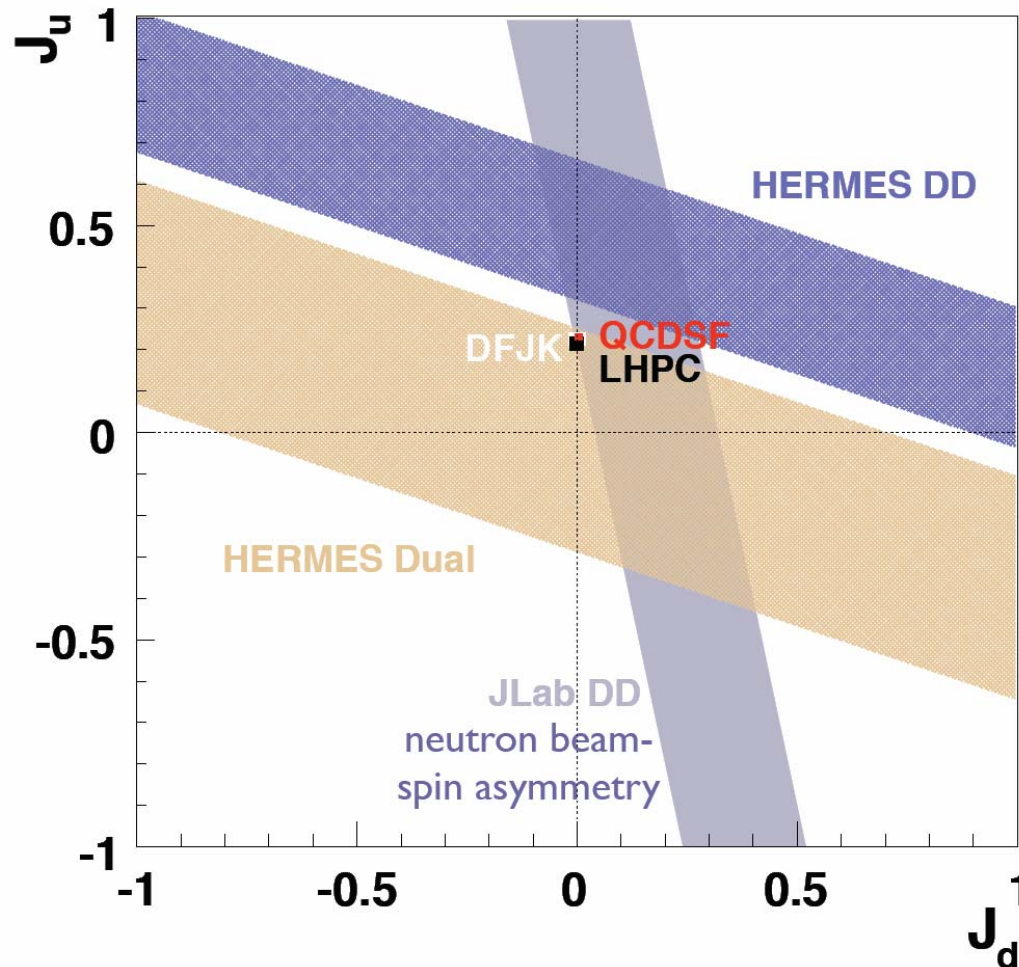 J_u
1
HERMES DD
0.5
QCDSF
DFJK
LHPC
0
HERMES Dual
-0.5
JLab DD
neutron beam-
spin asymmetry
-1
-1 -0.5 0 0.5 1
J_d